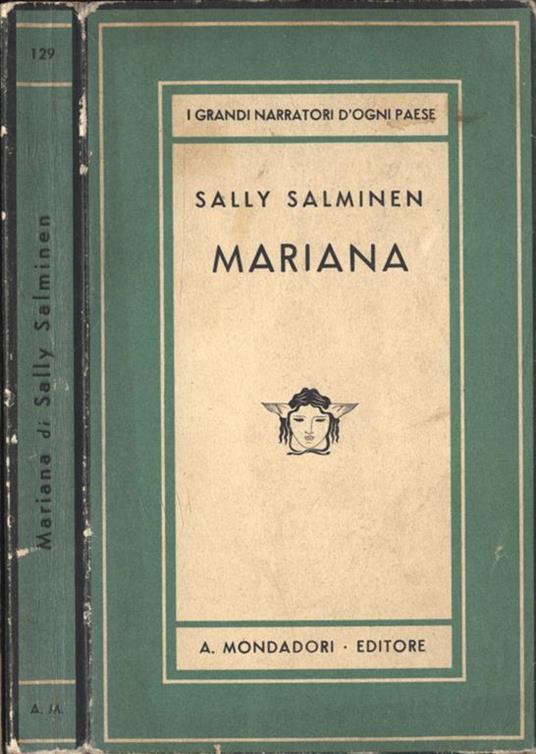 129
Mariana di Sally Salminen
A. M.
I GRANDI NARRATORI D'OGNI PAESE
SALLY SALMINEN
MARIANA
A. MONDADORI · EDITORE